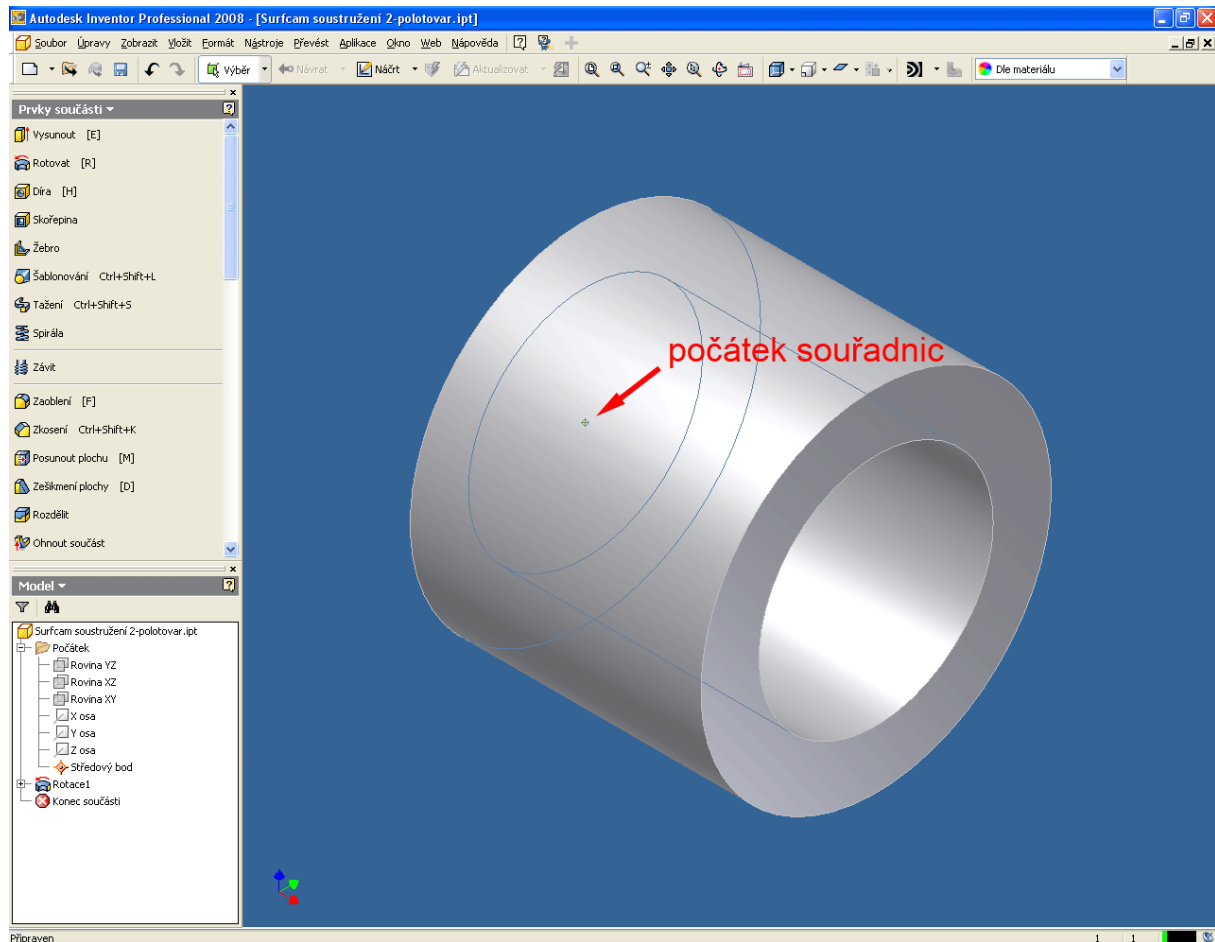 Autodesk Inventor Professional 2008 - [Surfcam soustružení 2-polotovar.ipt]
Soubor Úpravy Zobrazit Vložit Formát Nástroje Převést Aplikace Okno Web Nápověda
Výběr Návrat Náčrt Aktualizovat Dle materiálu
Prvky součásti
Vysunout [E]
Rotovat [R]
Díra [H]
Skořepina
Žebro
Šablonování Ctrl+Shift+L
Tažení Ctrl+Shift+S
Spirála
Závit
Zaoblení [F]
Zkosení Ctrl+Shift+K
Posunout plochu [M]
Zešikmení plochy [D]
Rozdělit
Ohnout součást
Model
Surfcam soustružení 2-polotovar.ipt
Počátek
Rovina YZ
Rovina XZ
Rovina XY
X osa
Y osa
Z osa
Středový bod
Rotace1
Konec součásti
počátek souřadnic
Připraven 1 1